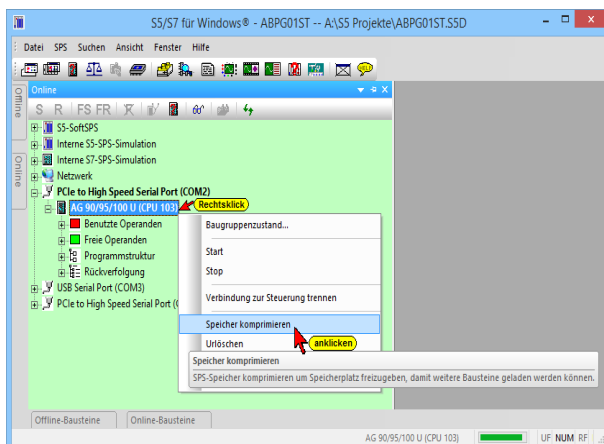 S5/S7 für Windows® - ABPG01ST -- A:\S5 Projekte\ABPG01ST.S5D
Datei SPS Suchen Ansicht Fenster Hilfe
Offline
Online
Online
S R FS FR
S5-SoftSPS
Interne S5-SPS-Simulation
Interne S7-SPS-Simulation
Netzwerk
PCIe to High Speed Serial Port (COM2)
AG 90/95/100 U (CPU 103)
Rechtsklick
Benutzte Operanden
Freie Operanden
Programmstruktur
Rückverfolgung
USB Serial Port (COM3)
PCIe to High Speed Serial Port (
Baugruppenzustand...
Start
Stop
Verbindung zur Steuerung trennen
Speicher komprimieren
Urlöschen
anklicken
Speicher komprimieren
SPS-Speicher komprimieren um Speicherplatz freizugeben, damit weitere Bausteine geladen werden können.
Offline-Bausteine Online-Bausteine
AG 90/95/100 U (CPU 103) UF NUM RF